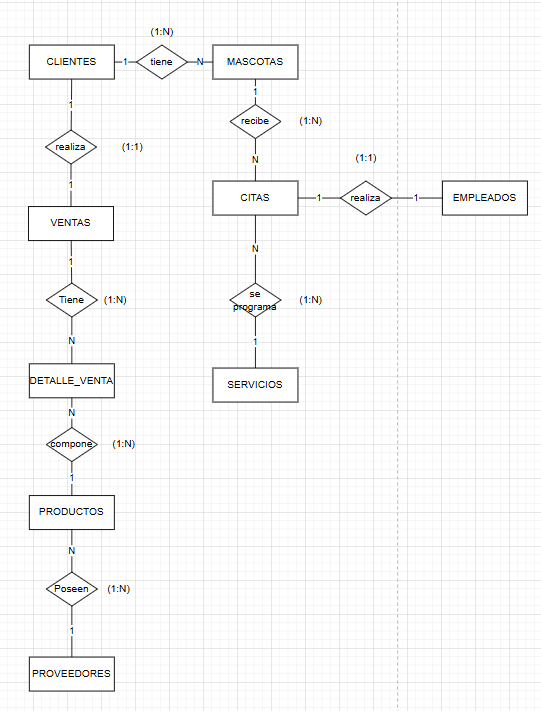 (1:N)
CLIENTES
1
tiene
N
MASCOTAS
1
1
recibe
(1:N)
realiza
(1:1)
N
(1:1)
1
CITAS
1
realiza
1
EMPLEADOS
VENTAS
N
1
Tiene
(1:N)
se
programa
(1:N)
N
1
DETALLE_VENTA
SERVICIOS
N
compone
(1:N)
1
PRODUCTOS
N
Poseen
(1:N)
1
PROVEEDORES